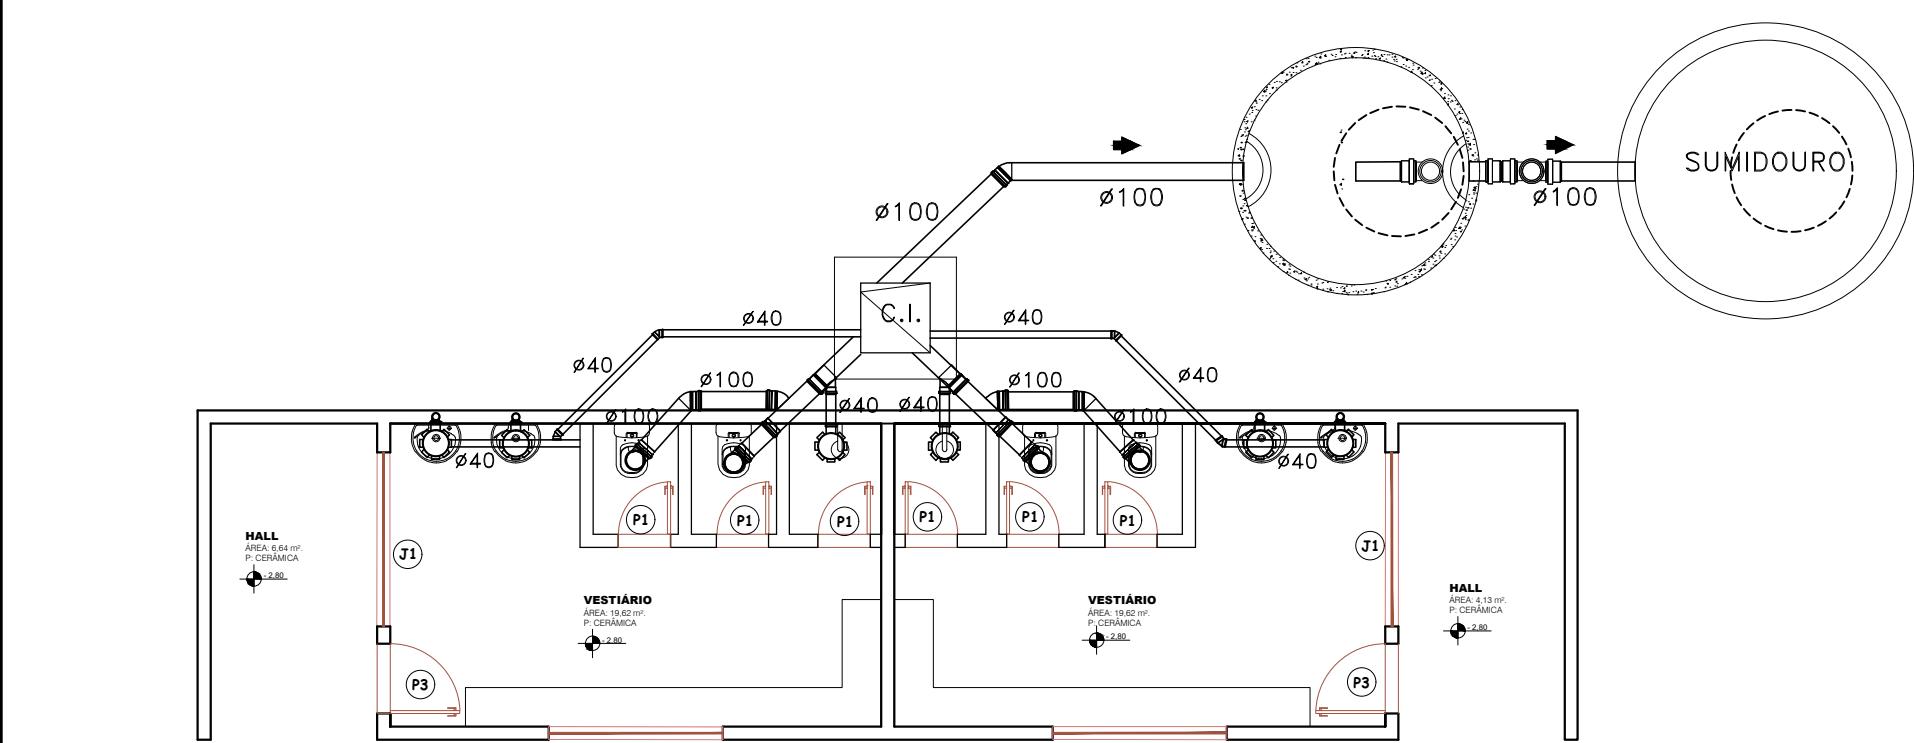 SUMIDOURO
ø100
ø100
ø100
C.I.
ø40
ø40
ø40
ø40
ø100
ø100
ø40
ø40
ø100
ø100
ø40
ø40
P1
P1
P1
P1
P1
P1
HALL
ÁREA: 6,64 m².
P: CERÂMICA
- 2,80
J1
J1
VESTIÁRIO
ÁREA: 19,62 m².
P: CERÂMICA
- 2,80
VESTIÁRIO
ÁREA: 19,62 m².
P: CERÂMICA
- 2,80
HALL
ÁREA: 4,13 m².
P: CERÂMICA
- 2,80
P3
P3